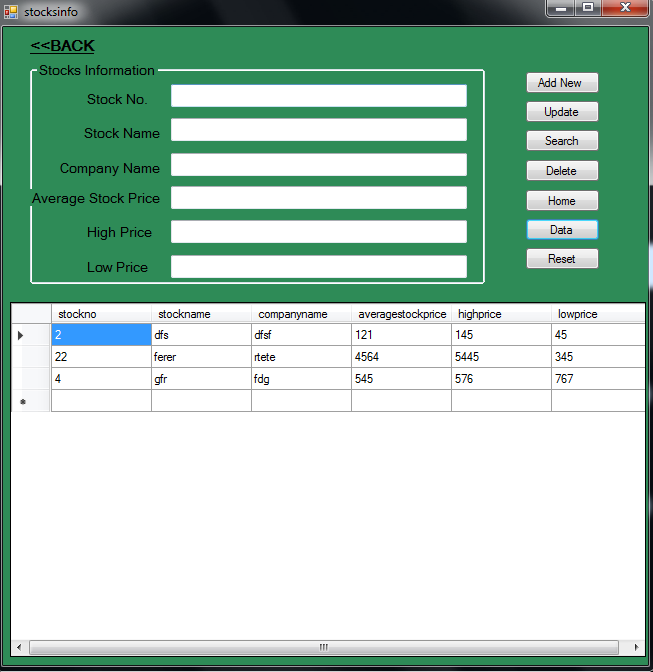 stocksinfo
<<BACK
Stocks Information
Stock No.
Stock Name
Company Name
Average Stock Price
High Price
Low Price
Add New
Update
Search
Delete
Home
Data
Reset
stockno stockname companyname averagestockprice highprice lowprice
2 dfs dfsf 121 145 45
22 ferer rtete 4564 5445 345
4 gfr fdg 545 576 767